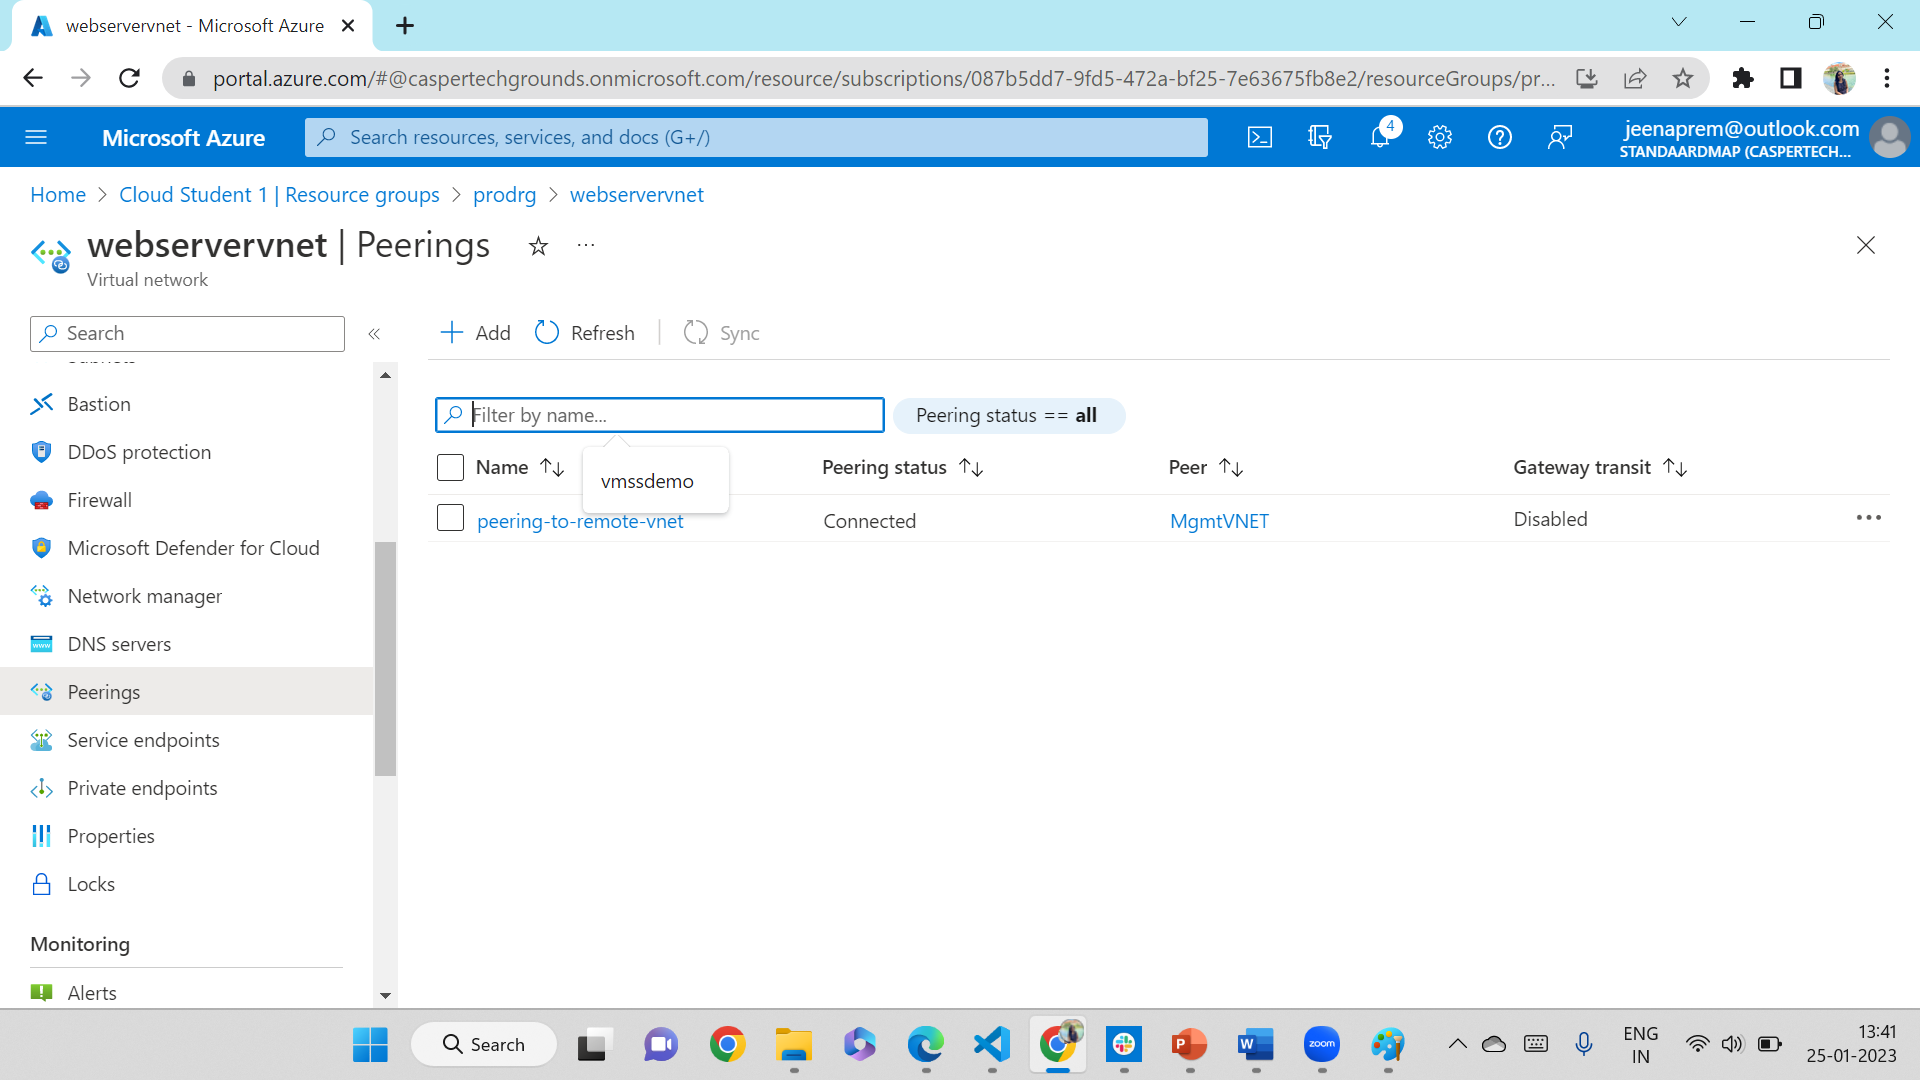 webservervnet - Microsoft Azure
portal.azure.com/#@caspertechgrounds.onmicrosoft.com/resource/subscriptions/087b5dd7-9fd5-472a-bf25-7e63675fb8e2/resourceGroups/pr...
Microsoft Azure
Search resources, services, and docs (G+/)
4
jeenaprem@outlook.com
STANDAARDMAP (CASPERTECH...
Home > Cloud Student 1 | Resource groups > prodrg > webservervnet
webservervnet | Peerings
Virtual network
Search
Add
Refresh
Sync
Subnets
Bastion
DDoS protection
Firewall
Microsoft Defender for Cloud
Network manager
DNS servers
Peerings
Service endpoints
Private endpoints
Properties
Locks
Monitoring
Alerts
Filter by name...
Peering status == all
vmssdemo
Name
Peering status
Peer
Gateway transit
peering-to-remote-vnet
Connected
MgmtVNET
Disabled
Search
zoom
ENG
IN
13:41
25-01-2023